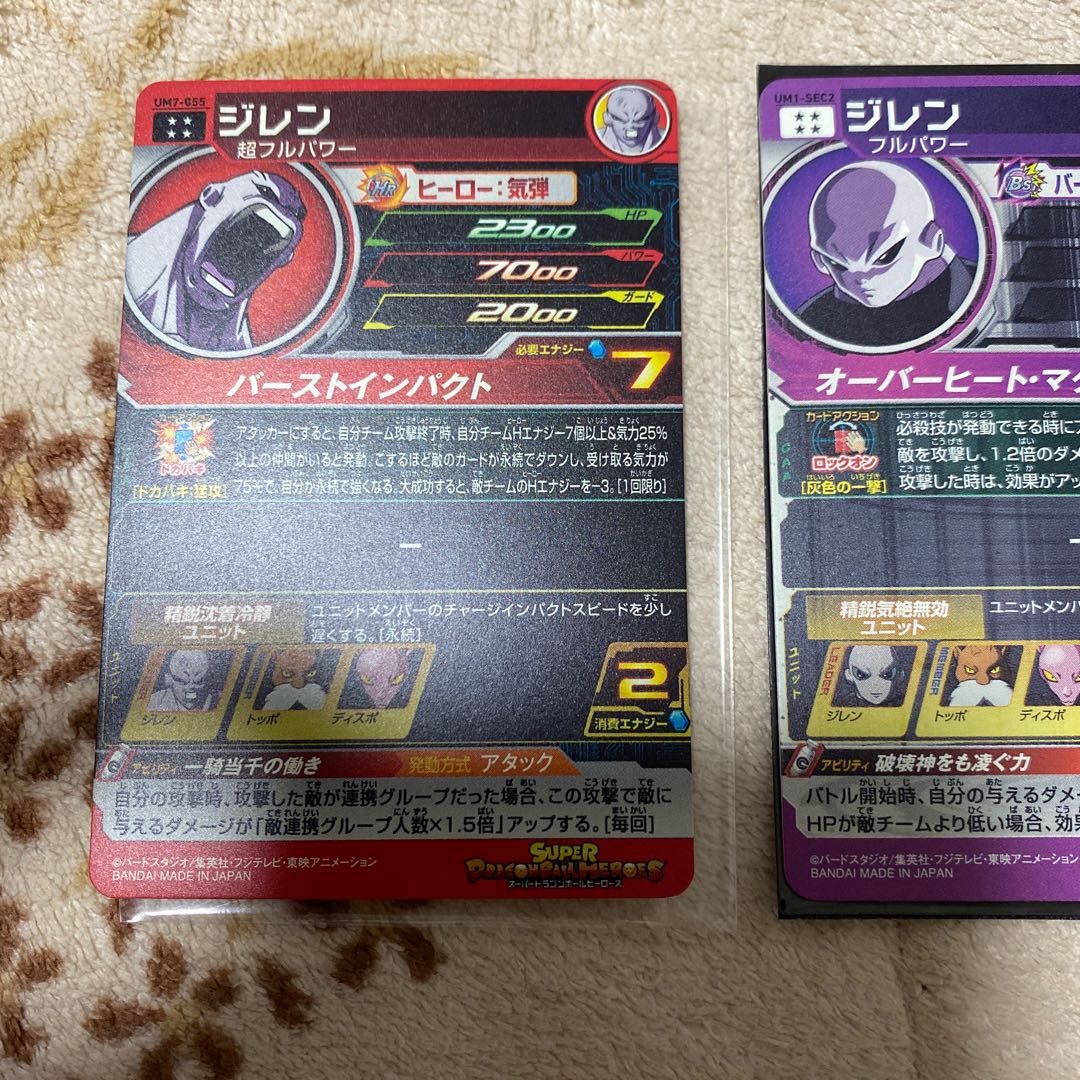 UM7-055
ジレン
超フルパワー
Hr
ヒーロー:気弾
HP
2300
パワー
7000
ガード
2000
必要エナジー
7
バーストインパクト
ドカバキ
[ドカバキ・猛攻]
アタッカーにすると、自分チーム攻撃終了時、自分チームHエナジー7個以上&気力25%
以上の仲間がいると発動。こするほど敵のガードが永続でダウンし、受け取る気力が
75%で、自分が永続で強くなる。大成功すると、敵チームのHエナジーを-3。[1回限り]
ー
精鋭沈着冷静
ユニット
ユニットメンバーのチャージインパクトスピードを少し
遅くする。[永続]
ユニット
ジレン
トッポ
ディスポ
2
消費エナジー
アビリティ 一騎当千の働き
発動方式 アタック
自分の攻撃時、攻撃した敵が連携グループだった場合、この攻撃で敵に
与えるダメージが「敵連携グループ人数×1.5倍」アップする。[毎回]
©バードスタジオ/集英社・フジテレビ・東映アニメーション
BANDAI MADE IN JAPAN
SUPER
DRAGONBALL HEROES
スーパードラゴンボールヒーローズ
UM1-SEC2
ジレン
フルパワー
Bs
バー
オーバーヒート・マグ
カードアクション
ロックオン
[灰色の一撃]
必殺技が発動できる時に
敵を攻撃し、1.2倍のダメ
攻撃した時は、効果がアッ
精鋭気絶無効
ユニット
ユニットメンバ
ユニット
LEADER
ジレン
MEMBER
トッポ
ディスポ
アビリティ 破壊神をも凌ぐ力
バトル開始時、自分の与えるダメー
HPが敵チームより低い場合、効果
©バードスタジオ/集英社・フジテレビ・東映アニメーション
BANDAI MADE IN JAPAN